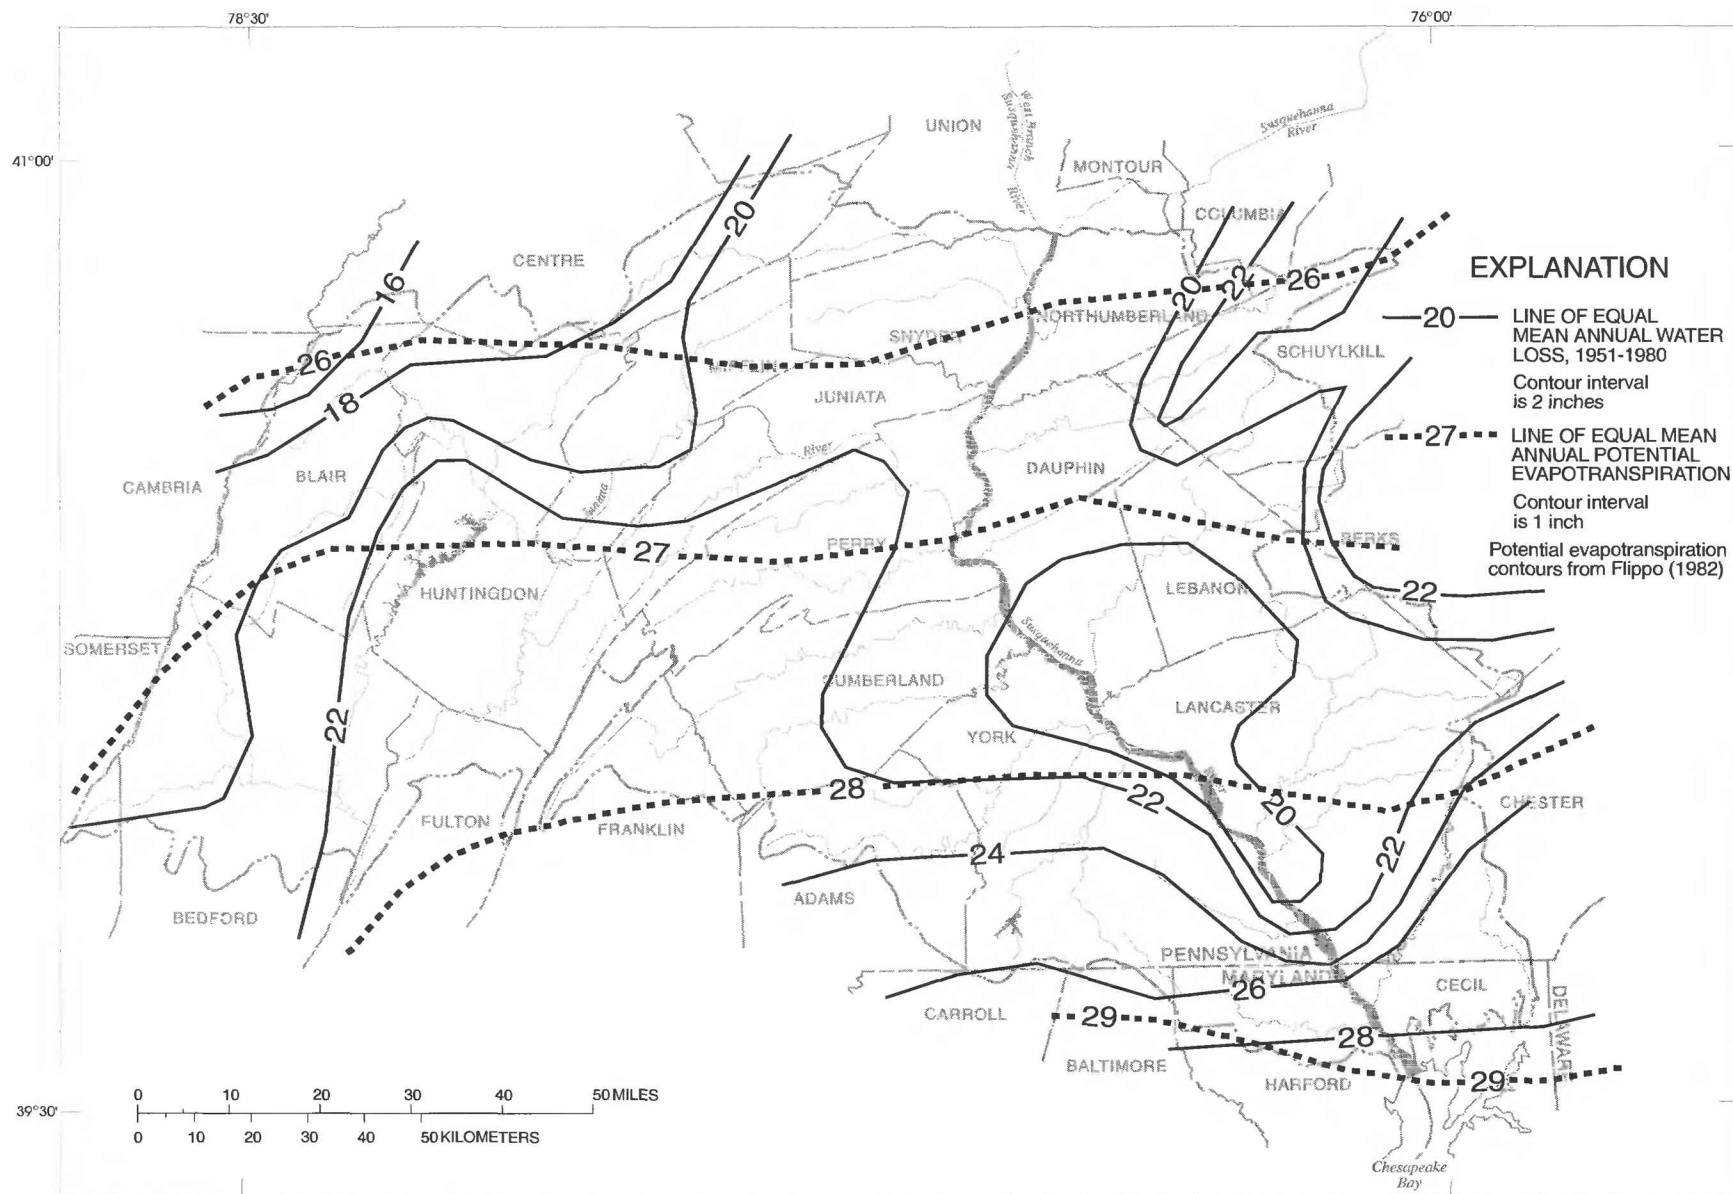 78°30'
76°00'
41°00'
39°30'
UNION
West Branch
Susquehanna
River
Susquehanna
River
MONTOUR
COLUMBIA
CENTRE
20
16
20
22
26
EXPLANATION
20 LINE OF EQUAL
MEAN ANNUAL WATER
LOSS, 1951-1980
Contour interval
is 2 inches
27 LINE OF EQUAL MEAN
ANNUAL POTENTIAL
EVAPOTRANSPIRATION
Contour interval
is 1 inch
Potential evapotranspiration
contours from Flippo (1982)
NORTHUMBERLAND
SNYDER
SCHUYLKILL
26
MIFFLIN
18
JUNIATA
River
Juniata
DAUPHIN
BLAIR
CAMBRIA
27
PERRY
BERKS
HUNTINGDON
LEBANON
22
SOMERSET
Susquehanna
SUMBERLAND
LANCASTER
22
YORK
28
22
20
CHESTER
FULTON
FRANKLIN
24
22
ADAMS
BEDFORD
PENNSYLVANIA
MARYLAND
26
CECIL
DELAWARE
CARROLL
29
28
BALTIMORE
HARFORD
29
0 10 20 30 40 50 MILES
0 10 20 30 40 50 KILOMETERS
Chesapeake
Bay